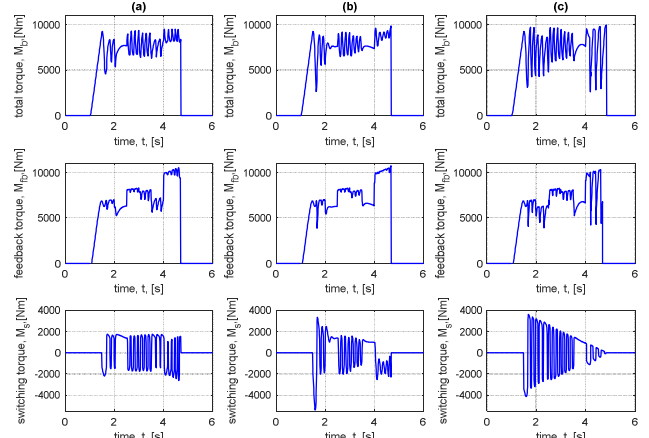 (a) (b) (c)
total torque, M_b,[Nm] 10000 5000 0 total torque, M_b,[Nm] 10000 5000 0 total torque, M_b,[Nm] 10000 5000 0
0 2 4 6 0 2 4 6 0 2 4 6
time, t, [s] time, t, [s] time, t, [s]
feedback torque, M_fb,[Nm] 10000 5000 0 feedback torque, M_fb,[Nm] 10000 5000 0 feedback torque, M_fb,[Nm] 10000 5000 0
0 2 4 6 0 2 4 6 0 2 4 6
time, t, [s] time, t, [s] time, t, [s]
switching torque, M_s,[Nm] 4000 2000 0 -2000 -4000 switching torque, M_s,[Nm] 4000 2000 0 -2000 -4000 switching torque, M_s,[Nm] 4000 2000 0 -2000 -4000
0 2 4 6 0 2 4 6 0 2 4 6
time, t, [s] time, t, [s] time, t, [s]